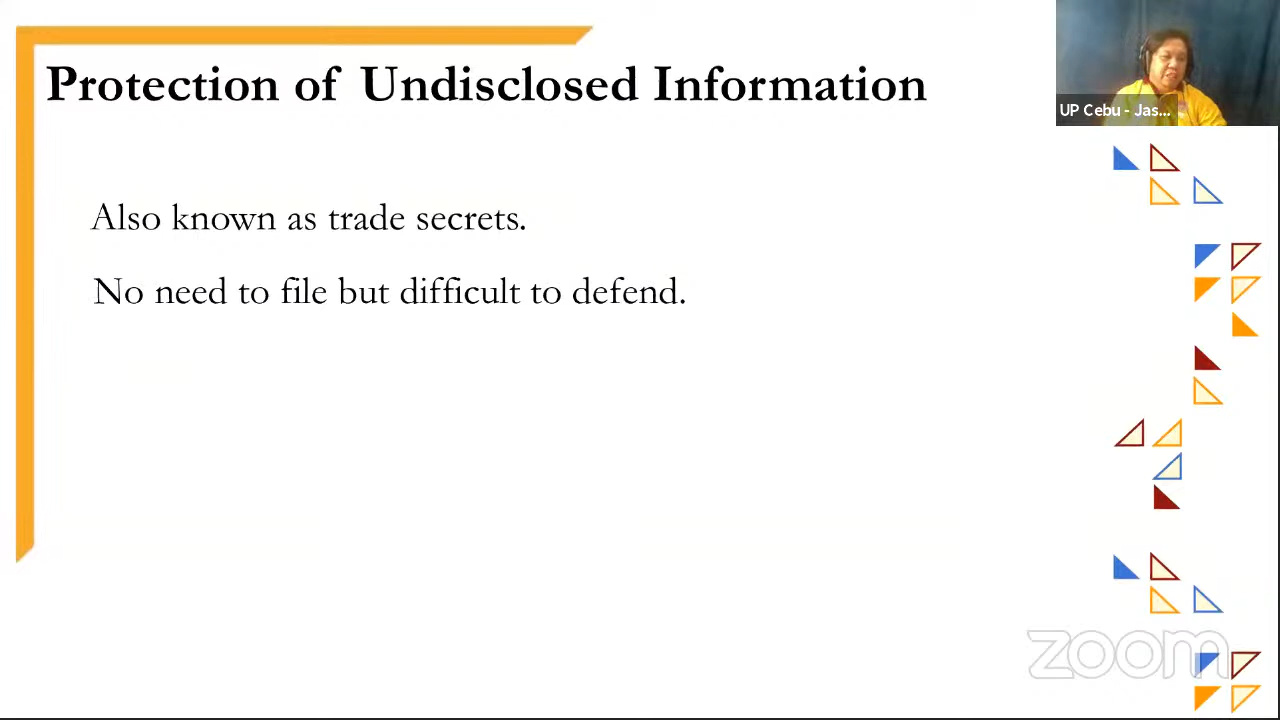 Protection of Undisclosed Information
UP Cebu - Jas...
Also known as trade secrets.
No need to file but difficult to defend.
zoom